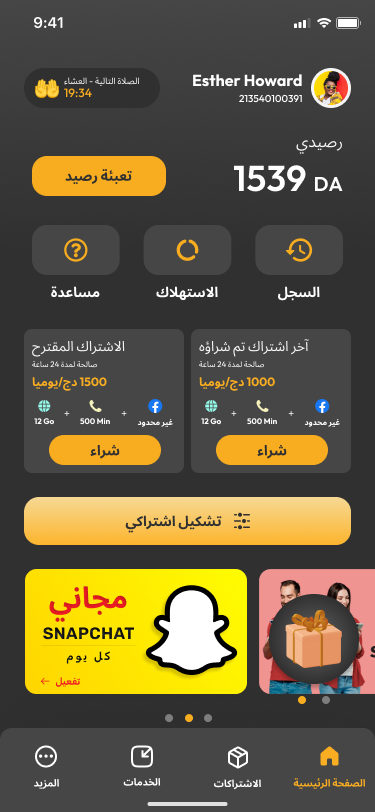 9:41
Esther Howard
213540100391
الصلاة التالية - العشاء
19:34
رصيدي
1539 DA
تعبئة رصيد
السجل
الاستهلاك
مساعدة
آخر اشتراك تم شراؤه
صالحة لمدة 24 ساعة
1000 دج/يوميا
غير محدود + 500 Min + 12 Go
شراء
الاشتراك المقترح
صالحة لمدة 24 ساعة
1500 دج/يوميا
غير محدود + 500 Min + 12 Go
شراء
تشكيل اشتراكي
مجاني
SNAPCHAT
كل يوم
تفعيل ←
الصفحة الرئيسية
الاشتراكات
الخدمات
المزيد